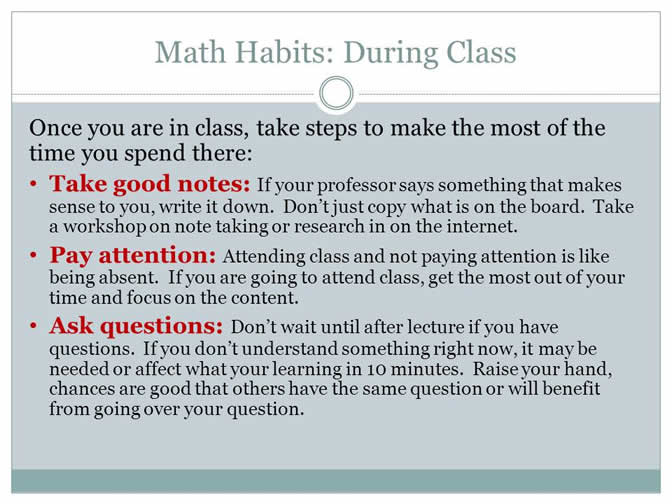 Math Habits: During Class
Once you are in class, take steps to make the most of the
time you spend there:
• Take good notes: If your professor says something that makes
sense to you, write it down. Don't just copy what is on the board. Take
a workshop on note taking or research in on the internet.
• Pay attention: Attending class and not paying attention is like
being absent. If you are going to attend class, get the most out of your
time and focus on the content.
• Ask questions: Don't wait until after lecture if you have
questions. If you don't understand something right now, it may be
needed or affect what your learning in 10 minutes. Raise your hand,
chances are good that others have the same question or will benefit
from going over your question.